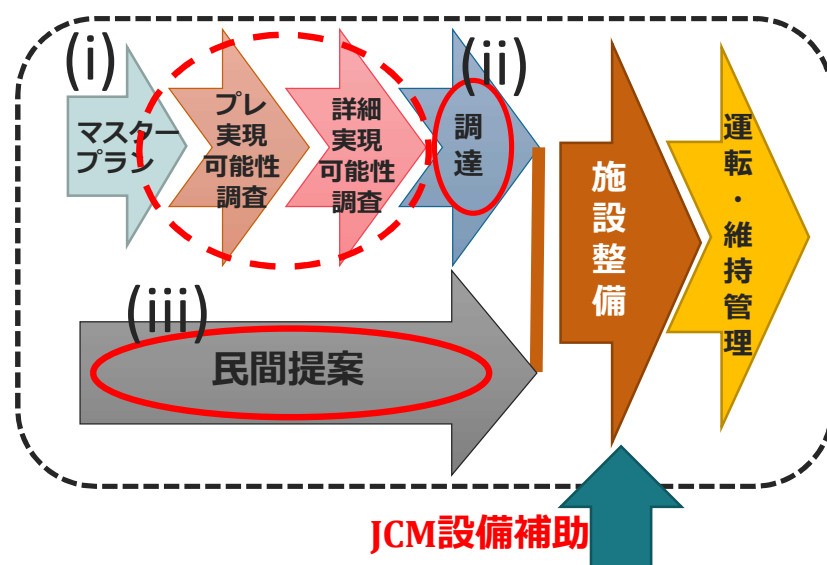 (i)
マスター
プラン
プレ
実現
可能性
調査
詳細
実現
可能性
調査
(ii)
調
達
(iii)
民間提案
施
設
整
備
運
転
・
維
持
管
理
JCM設備補助